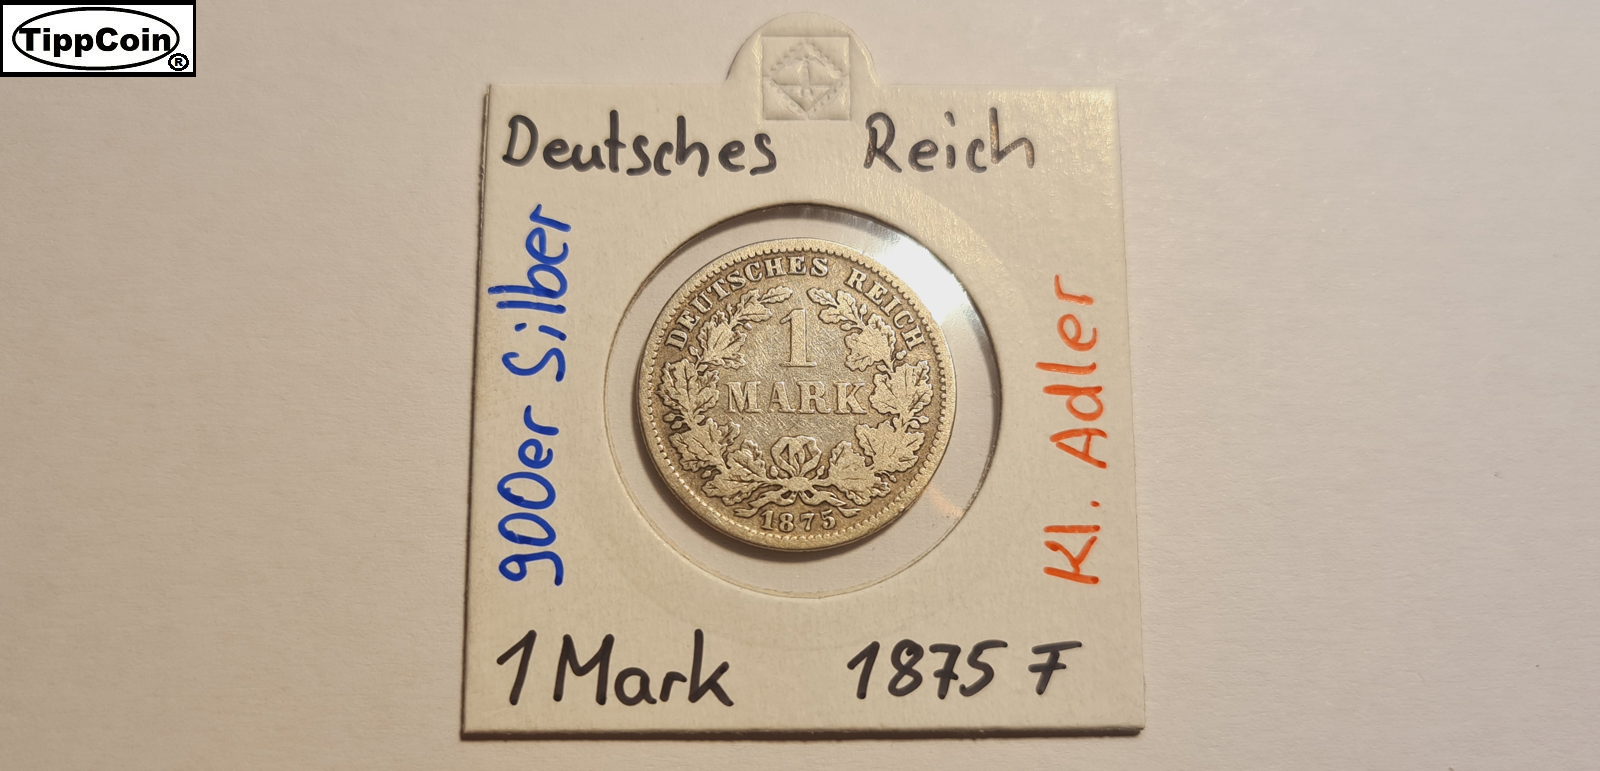 TippCoin®
Deutsches Reich
900er Silber
DEUTSCHES REICH
1
MARK
1875
Kl. Adler
1 Mark 1875 F